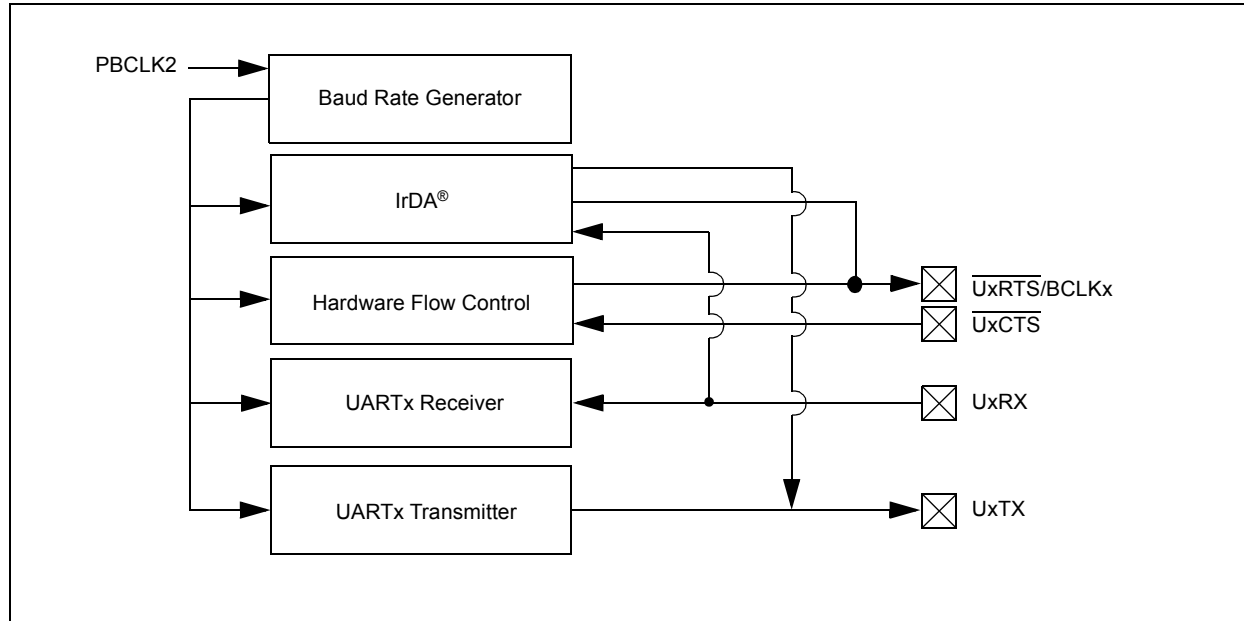 PBCLK2
Baud Rate Generator
IrDA®
Hardware Flow Control
UxRTS/BCLKx
UxCTS
UARTx Receiver
UxRX
UARTx Transmitter
UxTX